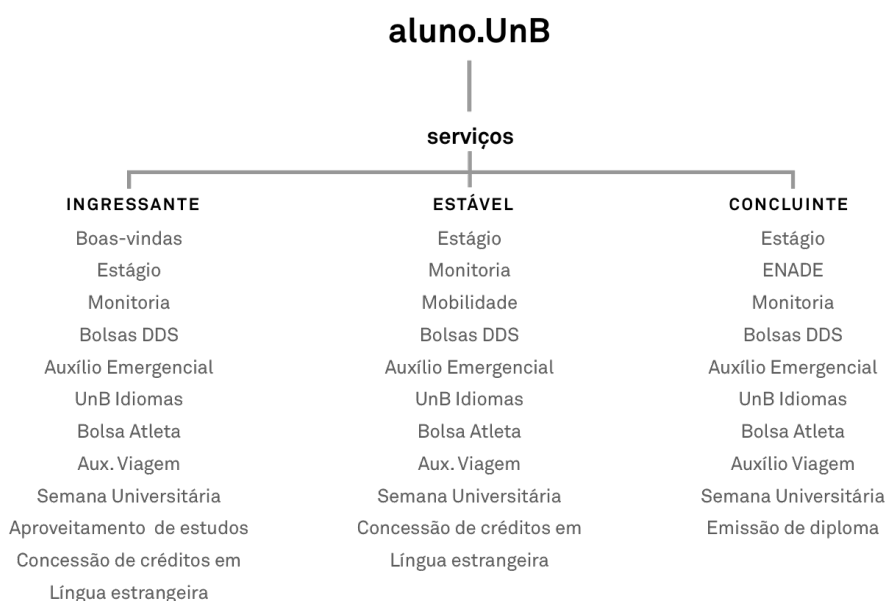 aluno.UnB
serviços
INGRESSANTE
Boas-vindas
Estágio
Monitoria
Bolsas DDS
Auxílio Emergencial
UnB Idiomas
Bolsa Atleta
Aux. Viagem
Semana Universitária
Aproveitamento de estudos
Concessão de créditos em
Língua estrangeira
ESTÁVEL
Estágio
Monitoria
Mobilidade
Bolsas DDS
Auxílio Emergencial
UnB Idiomas
Bolsa Atleta
Aux. Viagem
Semana Universitária
Concessão de créditos em
Língua estrangeira
CONCLUINTE
Estágio
ENADE
Monitoria
Bolsas DDS
Auxílio Emergencial
UnB Idiomas
Bolsa Atleta
Auxílio Viagem
Semana Universitária
Emissão de diploma